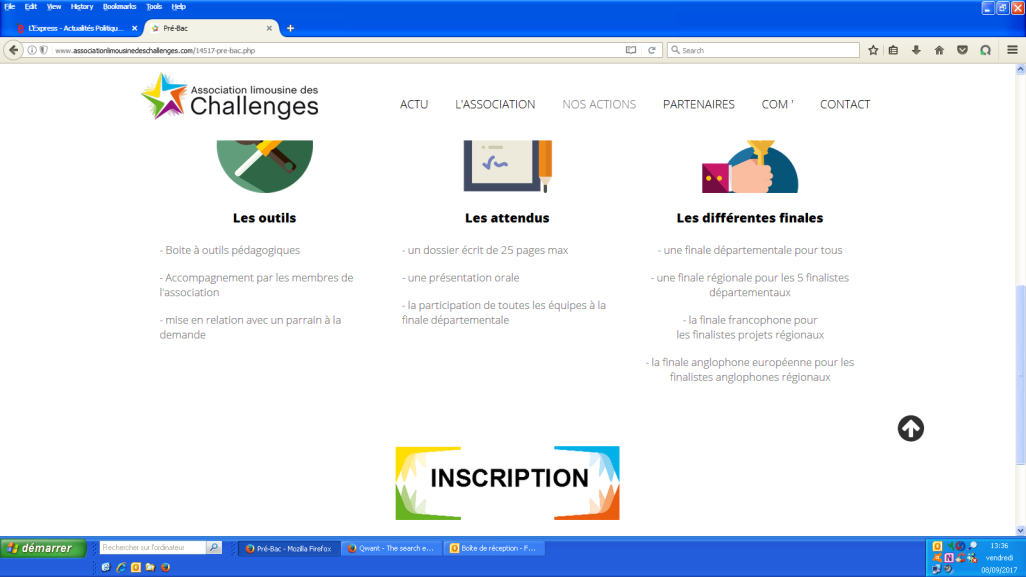 File Edit View History Bookmarks Tools Help
L'Express - Actualités Politiqu...
Pré-Bac
www.associationlimousinedeschallenges.com/14517-pre-bac.php
Search
Association limousine des
Challenges
ACTU L'ASSOCIATION NOS ACTIONS PARTENAIRES COM ' CONTACT
Les outils
- Boite à outils pédagogiques
- Accompagnement par les membres de
l'association
- mise en relation avec un parrain à la
demande
Les attendus
- un dossier écrit de 25 pages max
- une présentation orale
- la participation de toutes les équipes à la
finale départementale
Les différentes finales
- une finale départementale pour tous
- une finale régionale pour les 5 finalistes
départementaux
- la finale francophone pour
les finalistes projets régionaux
- la finale anglophone européenne pour les
finalistes anglophones régionaux
INSCRIPTION
démarrer
Rechercher sur l'ordinateur
Pré-Bac - Mozilla Firefox
Qwant - The search e...
Boîte de réception - F...
13:36
vendredi
08/09/2017